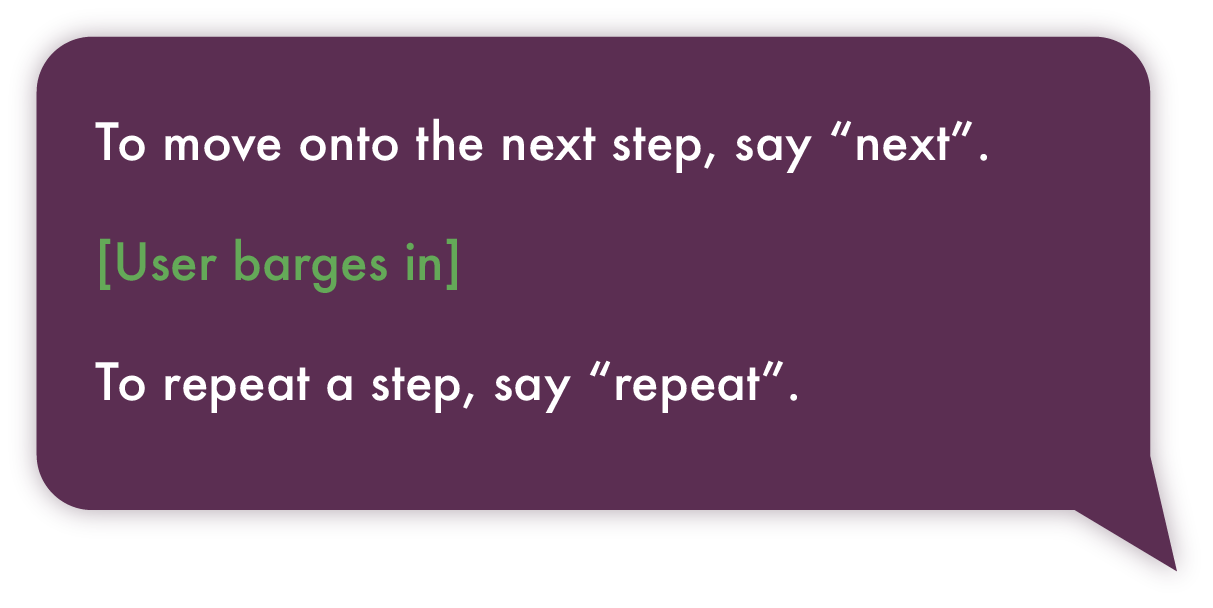 To move onto the next step, say “next”.
[User barges in]
To repeat a step, say “repeat”.